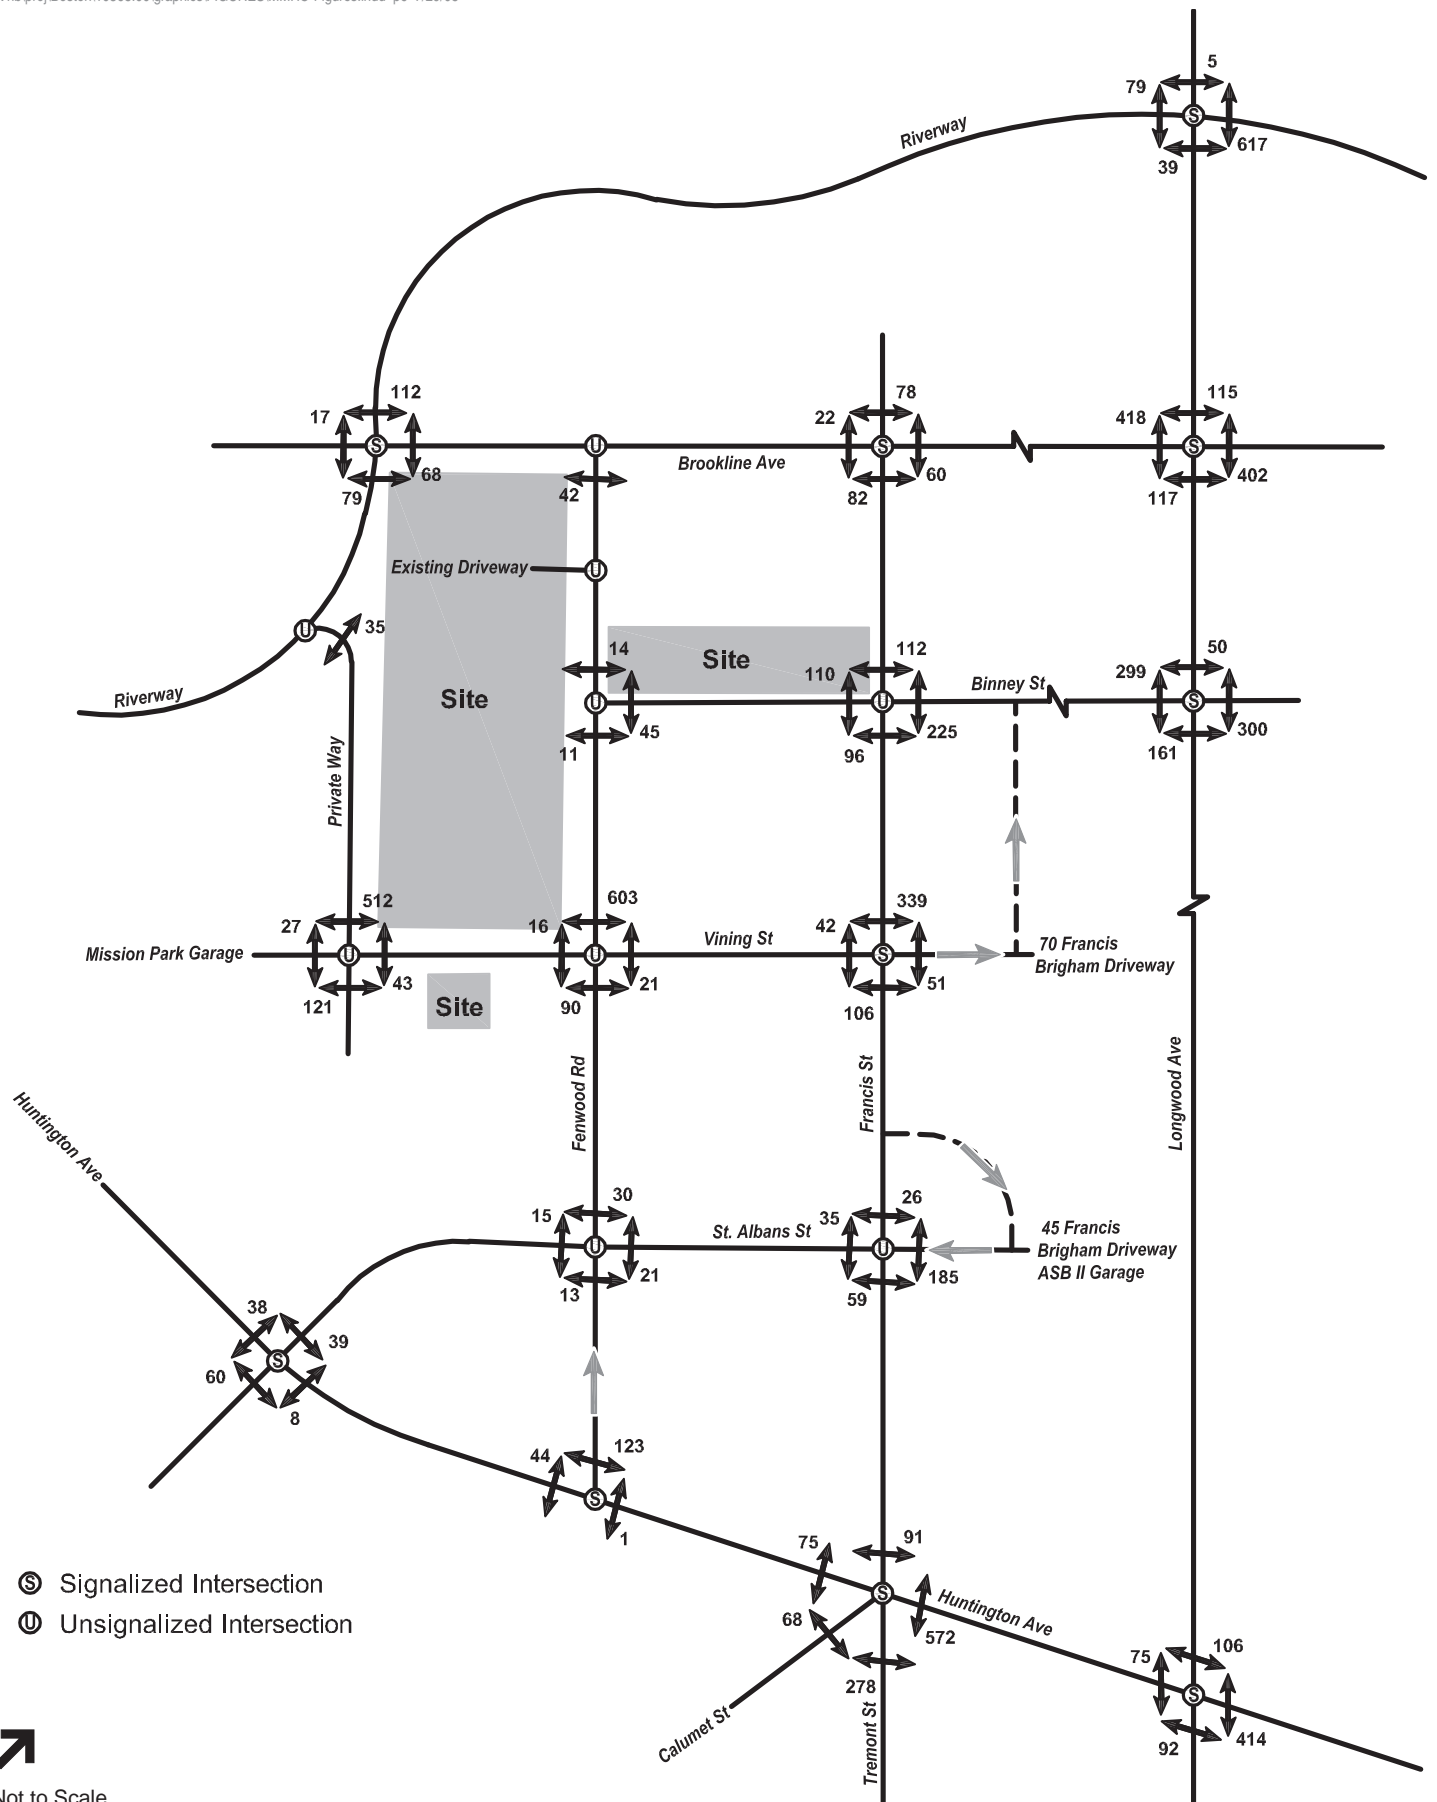 5
79
Riverway
617
39
112
78
115
17
22
418
Brookline Ave
68
60
402
79
42
82
117
Existing Driveway
35
14
Site
110
112
50
Binney St
299
Riverway
Site
45
225
300
11
96
161
Private Way
512
603
339
27
16
42
Mission Park Garage
Vining St
70 Francis
Brigham Driveway
43
21
51
121
Site
90
106
Huntington Ave
Fenwood Rd
Francis St
Longwood Ave
30
26
15
35
St. Albans St
45 Francis
Brigham Driveway
ASB II Garage
21
185
13
59
38
39
60
8
44
123
1
75
91
Huntington Ave
68
572
278
75
106
Calumet St
Tremont St
92
414
S Signalized Intersection
U Unsignalized Intersection
Not to Scale